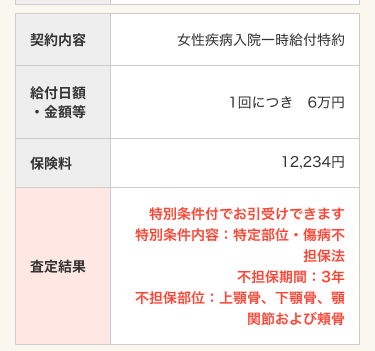 契約内容
女性疾病入院一時給付特約
給付日額
・金額等
1回につき　6万円
保険料
12,234円
査定結果
特別条件付でお引受けできます
特別条件内容：特定部位・傷病不
担保法
不担保期間：3年
不担保部位：上顎骨、下顎骨、顎
関節および頬骨